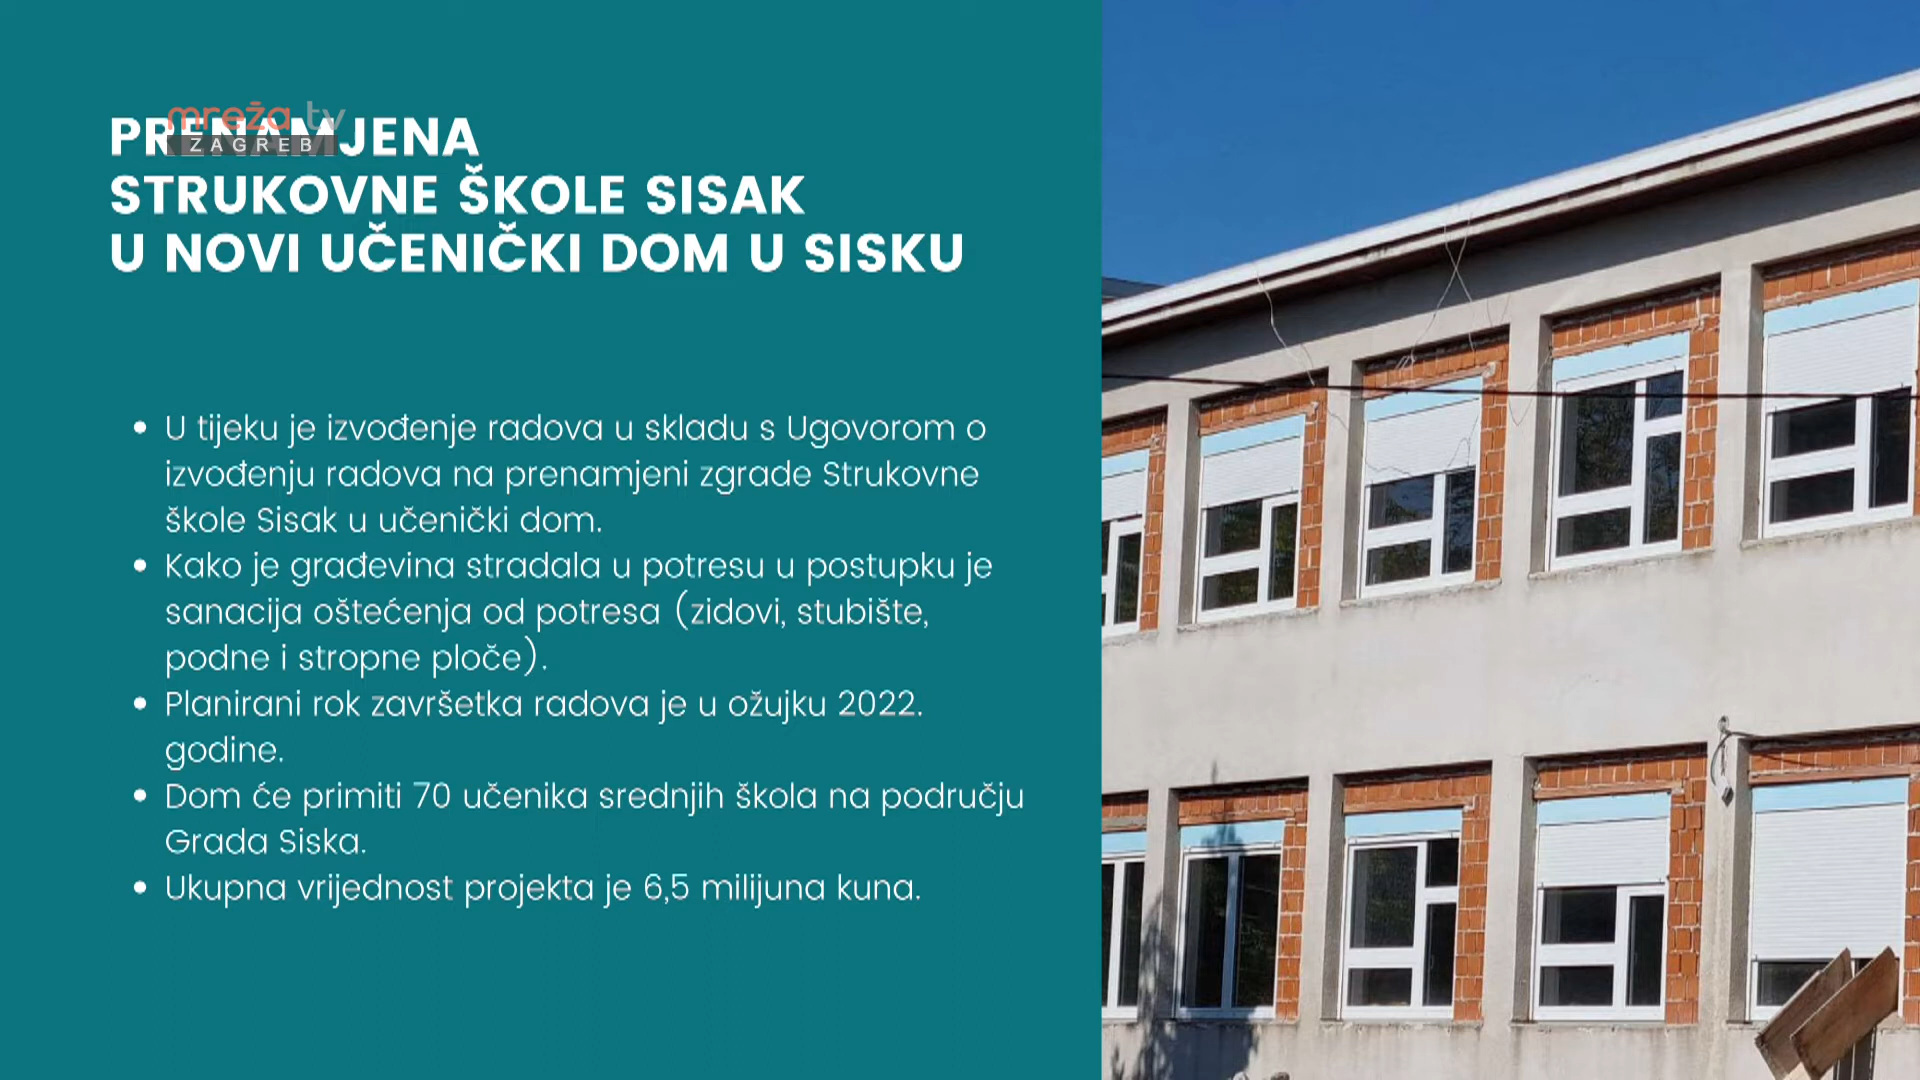 mreža tv
ZAGREB
PRENAMJENA
STRUKOVNE ŠKOLE SISAK
U NOVI UČENIČKI DOM U SISKU
• U tijeku je izvođenje radova u skladu s Ugovorom o
izvođenju radova na prenamjeni zgrade Strukovne
škole Sisak u učenički dom.
• Kako je građevina stradala u potresu u postupku je
sanacija oštećenja od potresa (zidovi, stubište,
podne i stropne ploče).
• Planirani rok završetka radova je u ožujku 2022.
godine.
• Dom će primiti 70 učenika srednjih škola na području
Grada Siska.
• Ukupna vrijednost projekta je 6,5 milijuna kuna.